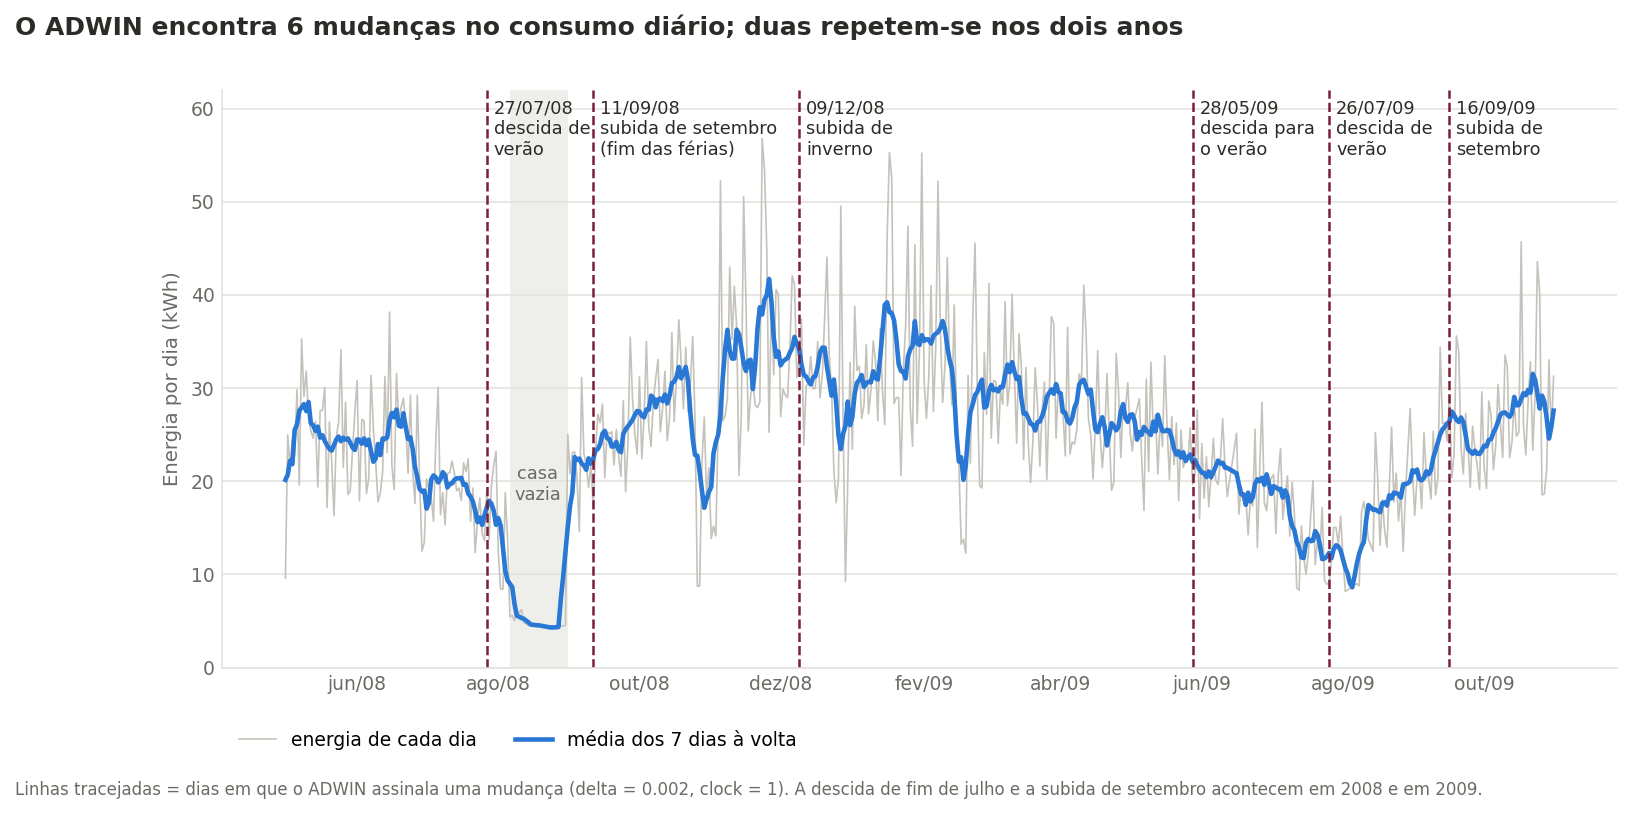 O ADWIN encontra 6 mudanças no consumo diário; duas repetem-se nos dois anos
27/07/08
descida de
verão
11/09/08
subida de setembro
(fim das férias)
09/12/08
subida de
inverno
28/05/09
descida para
o verão
26/07/09
descida de
verão
16/09/09
subida de
setembro
Energia por dia (kWh)
60
50
40
30
20
10
0
casa
vazia
jun/08 ago/08 out/08 dez/08 fev/09 abr/09 jun/09 ago/09 out/09
energia de cada dia média dos 7 dias à volta
Linhas tracejadas = dias em que o ADWIN assinala uma mudança (delta = 0.002, clock = 1). A descida de fim de julho e a subida de setembro acontecem em 2008 e em 2009.